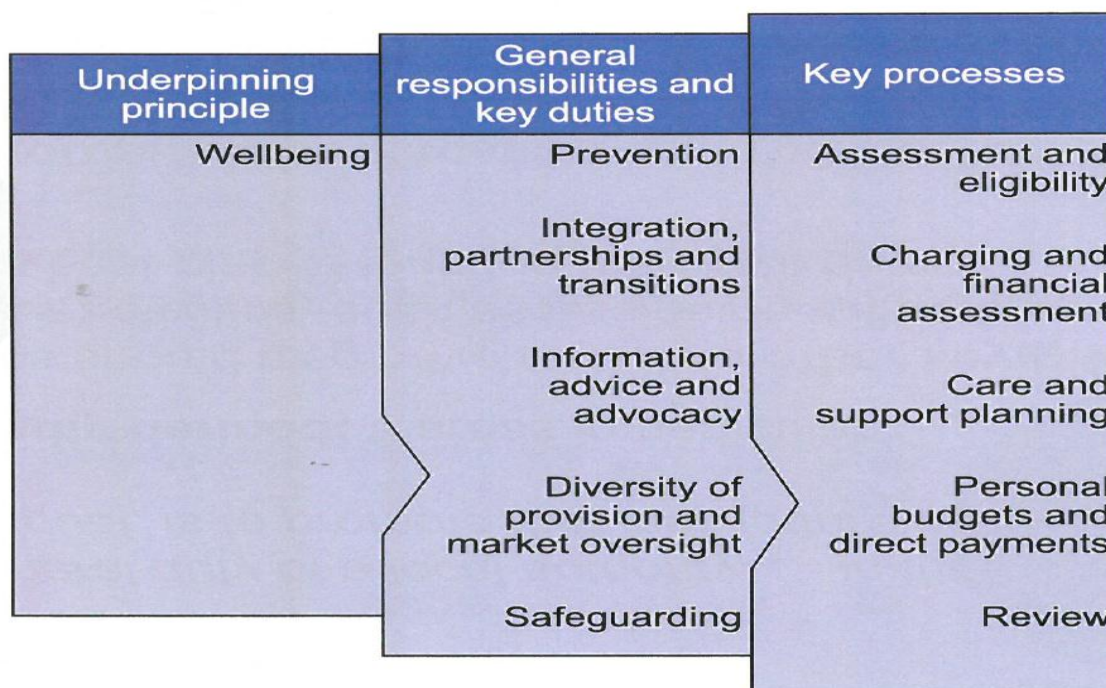 Underpinning
principle
Wellbeing
General
responsibilities and
key duties
Prevention
Integration,
partnerships and
transitions
Information,
advice and
advocacy
Diversity of
provision and
market oversight
Safeguarding
Key processes
Assessment and
eligibility
Charging and
financial
assessment
Care and
support planning
Personal
budgets and
direct payments
Review